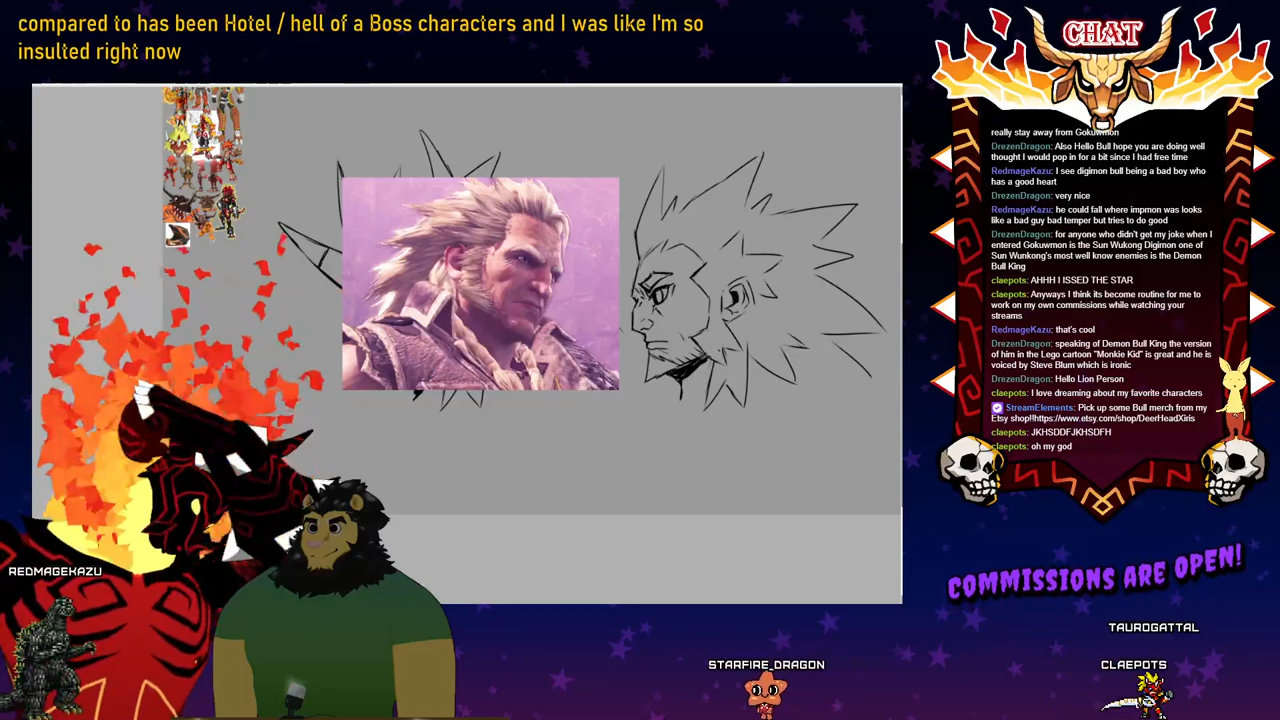 compared to has been Hotel / hell of a Boss characters and I was like I'm so
insulted right now
CHAT
really stay away from Gokuwmon
DrezenDragon: Also Hello Bull hope you are doing well
thought I would pop in for a bit since I had free time
RedmageKazu: I see digimon bull being a bad boy who
has a good heart
DrezenDragon: very nice
RedmageKazu: he could fall where impmon was looks
like a bad guy bad temper but tries to do good
DrezenDragon: for anyone who didn't get my joke when I
entered Gokuwmon is the Sun Wukong Digimon one of
Sun Wunkong's most well know enemies is the Demon
Bull King
claepots: AHHH I ISSED THE STAR
claepots: Anyways I think its become routine for me to
work on my own commissions while watching your
streams
RedmageKazu: that's cool
DrezenDragon: speaking of Demon Bull King the version
of him in the Lego cartoon "Monkie Kid" is great and he is
voiced by Steve Blum which is ironic
DrezenDragon: Hello Lion Person
claepots: I love dreaming about my favorite characters
StreamElements: Pick up some Bull merch from my
Etsy shop!!https://www.etsy.com/shop/DeerHeadXiris
claepots: JKHSDDFJKHSDFH
claepots: oh my god
COMMISSIONS ARE OPEN!
REDMAGEKAZU
TAUROGATTAL
STARFIRE_DRAGON
CLAEPOTS